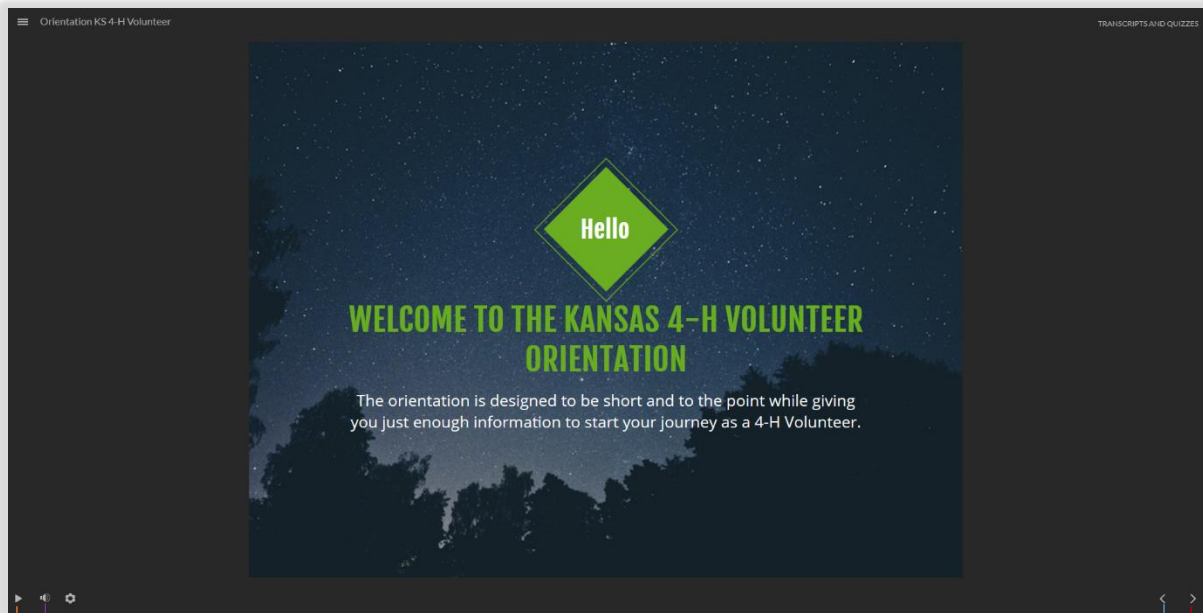 Orientation KS 4-H Volunteer
TRANSCRIPTS AND QUIZZES
Hello
WELCOME TO THE KANSAS 4-H VOLUNTEER
ORIENTATION
The orientation is designed to be short and to the point while giving
you just enough information to start your journey as a 4-H Volunteer.